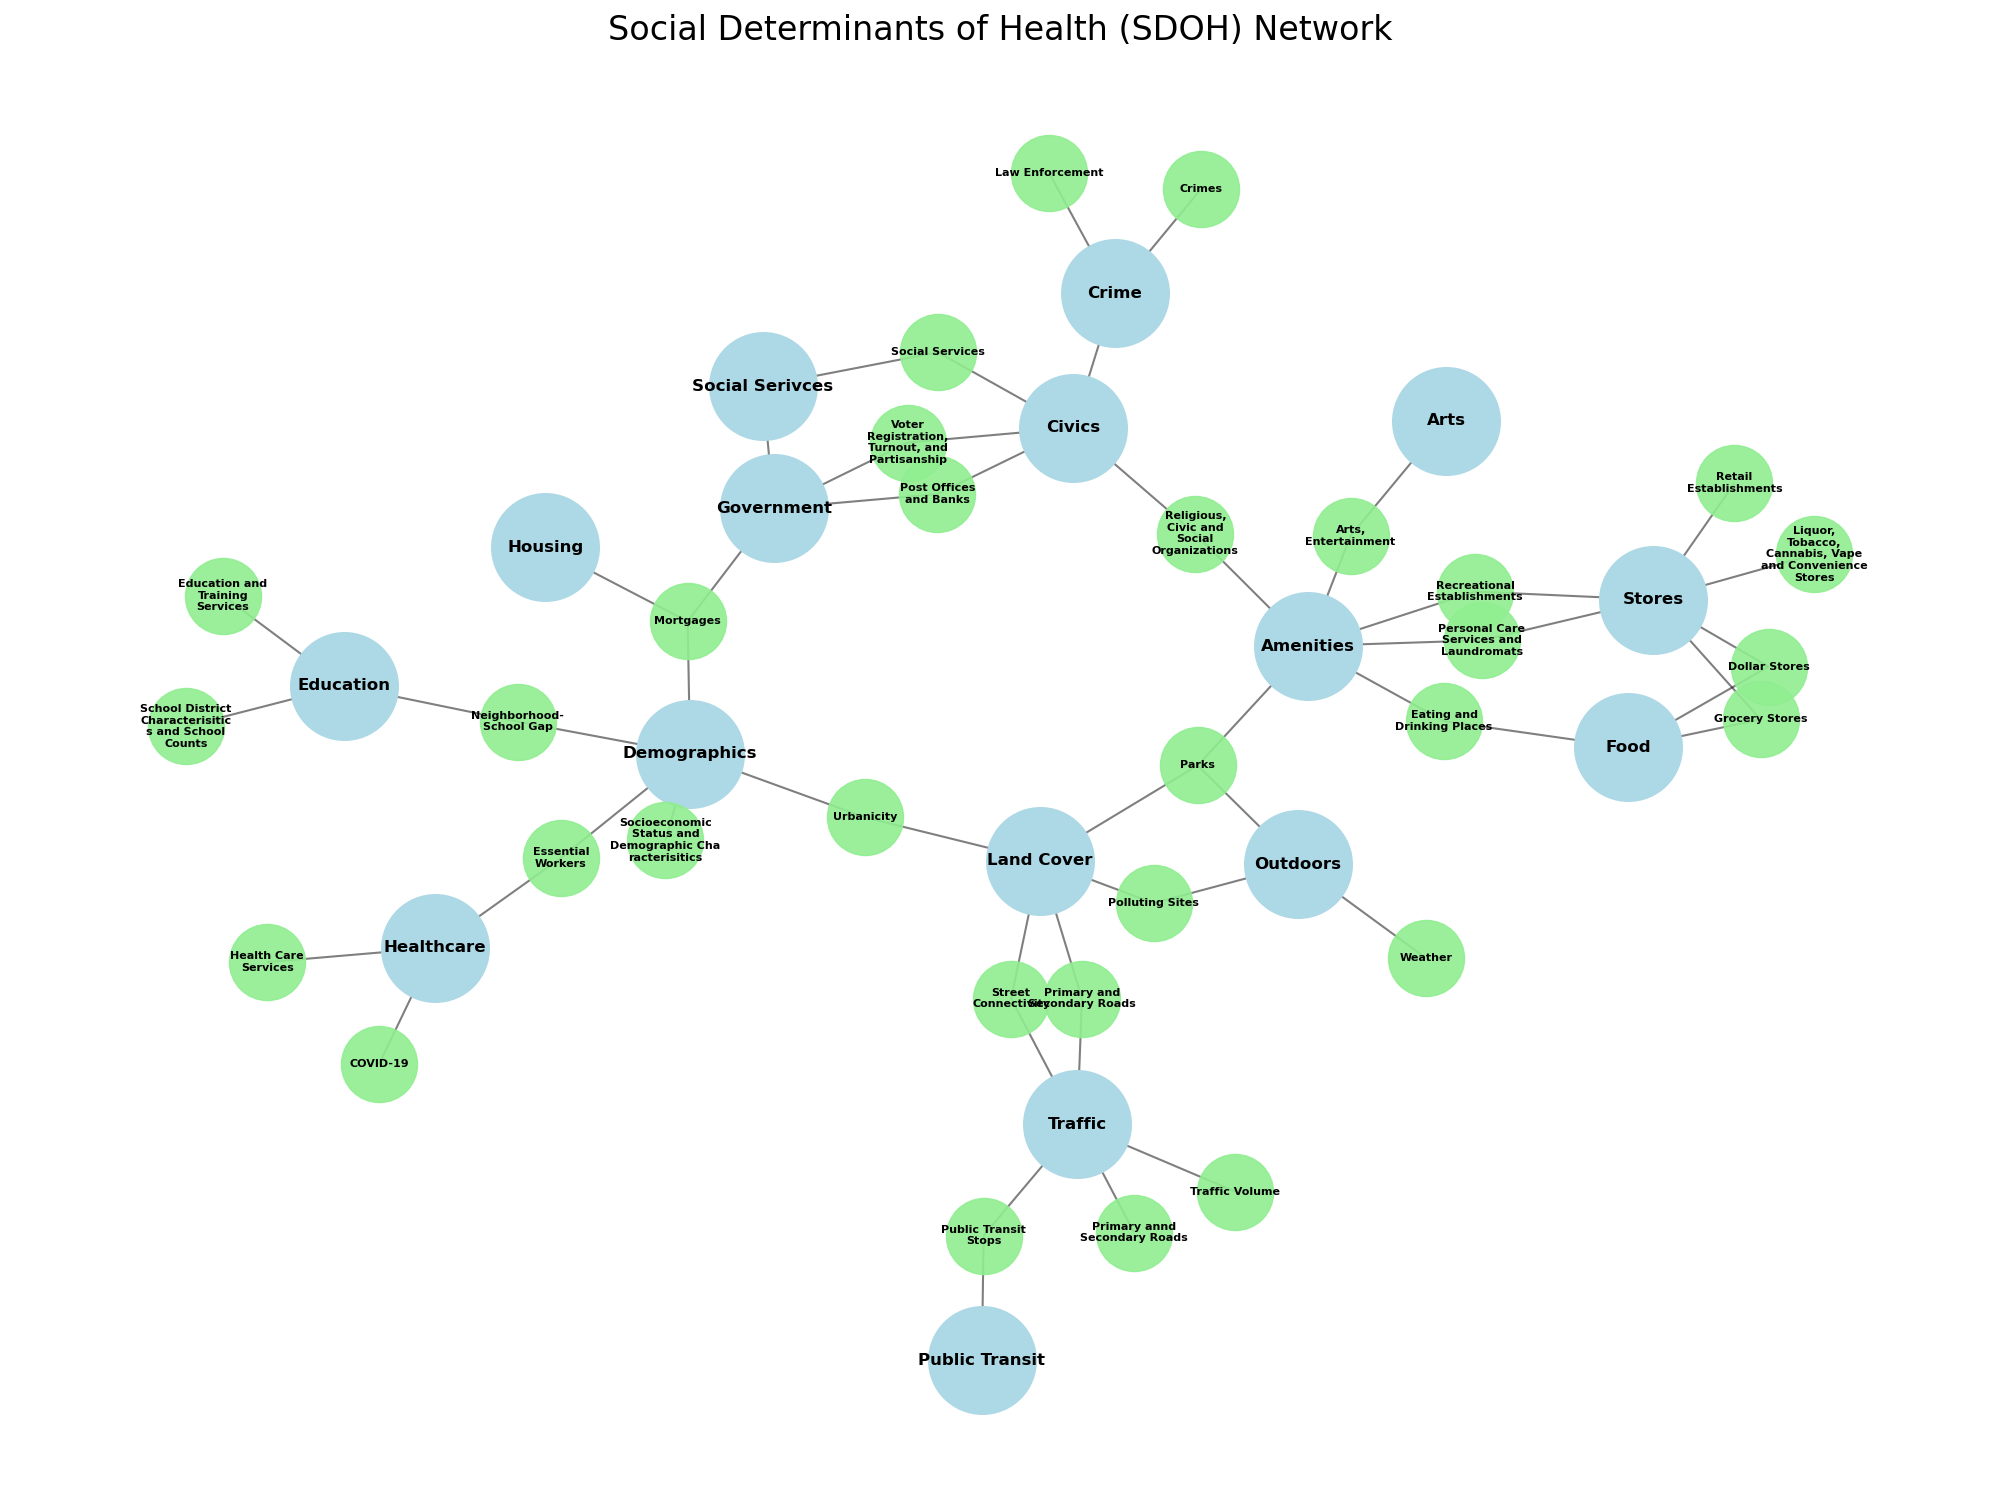 Social Determinants of Health (SDOH) Network
Law Enforcement
Crimes
Crime
Social Services
Social Serivces
Civics
Arts
Voter
Registration,
Turnout, and
Partisanship
Post Offices
and Banks
Government
Retail
Establishments
Religious,
Civic and
Social
Organizations
Arts,
Entertainment
Liquor,
Tobacco,
Cannabis, Vape
and Convenience
Stores
Housing
Education and
Training
Services
Mortgages
Recreational
Establishments
Stores
Personal Care
Services and
Laundromats
Amenities
Education
Dollar Stores
School District
Characterisitic
s and School
Counts
Neighborhood-
School Gap
Eating and
Drinking Places
Grocery Stores
Food
Demographics
Parks
Urbanicity
Socioeconomic
Status and
Demographic Cha
racterisitics
Essential
Workers
Land Cover
Outdoors
Polluting Sites
Healthcare
Health Care
Services
Weather
Street
Connectivity
Primary and
Secondary Roads
COVID-19
Traffic
Traffic Volume
Public Transit
Stops
Primary annd
Secondary Roads
Public Transit